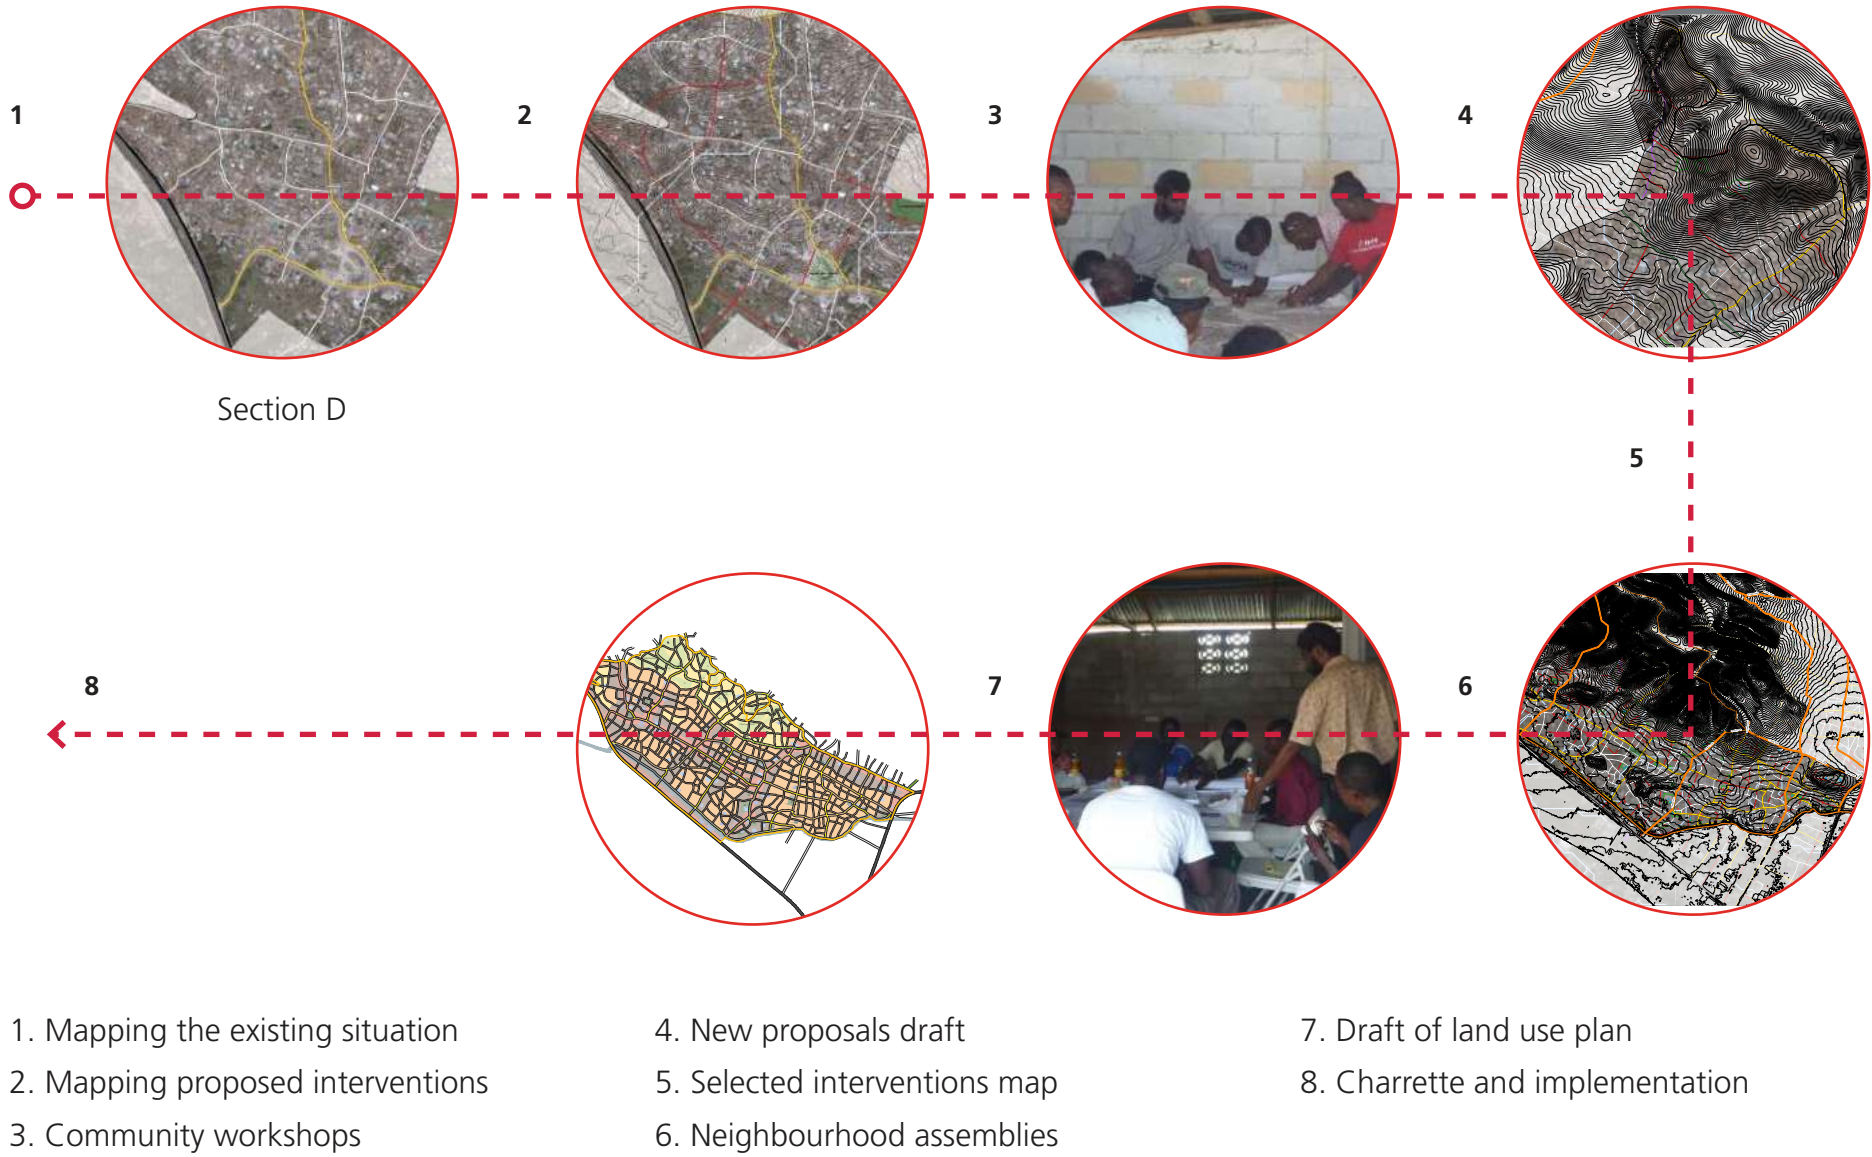 1
2
3
4
Section D
5
8
7
6
1. Mapping the existing situation
2. Mapping proposed interventions
3. Community workshops
4. New proposals draft
5. Selected interventions map
6. Neighbourhood assemblies
7. Draft of land use plan
8. Charrette and implementation